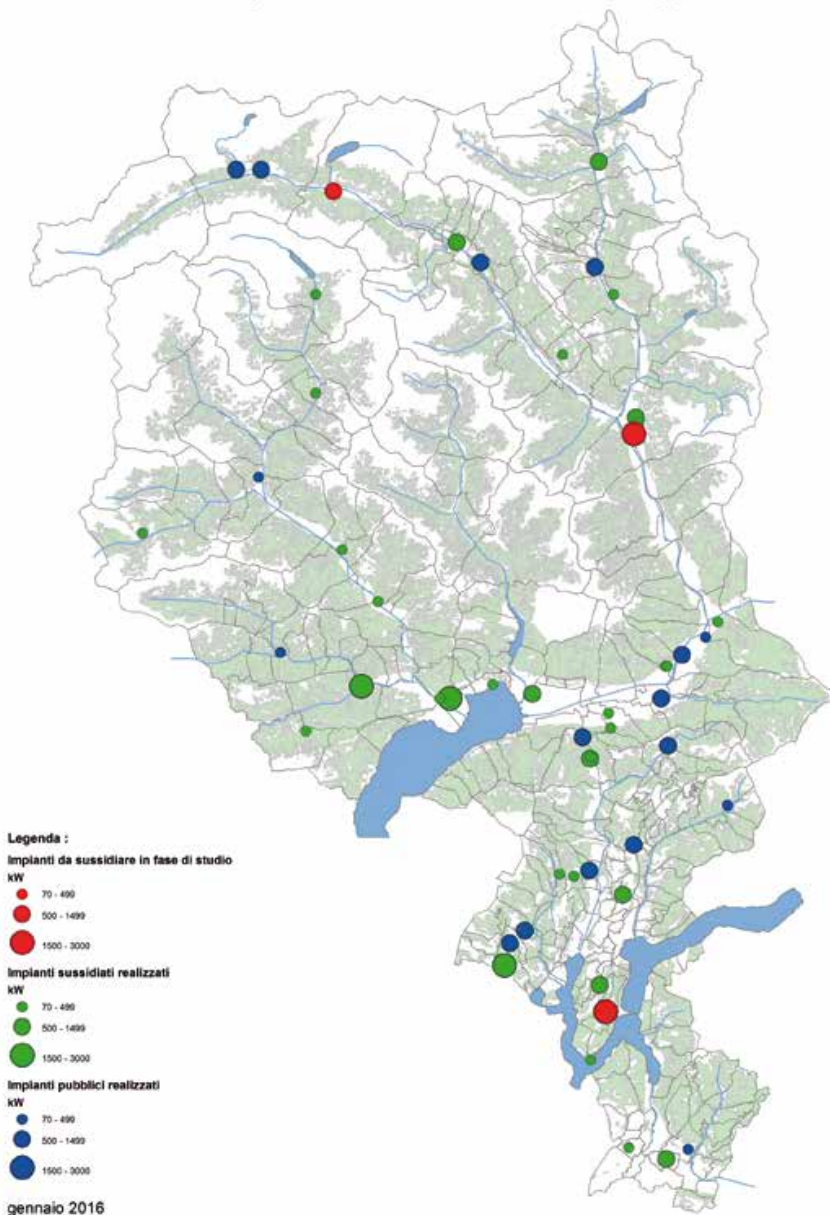 Legenda :
Impianti da sussidiare in fase di studio
kW
70 - 499
500 - 1499
1500 - 3000
Impianti sussidiati realizzati
kW
70 - 499
500 - 1499
1500 - 3000
Impianti pubblici realizzati
kW
70 - 499
500 - 1499
1500 - 3000
gennaio 2016